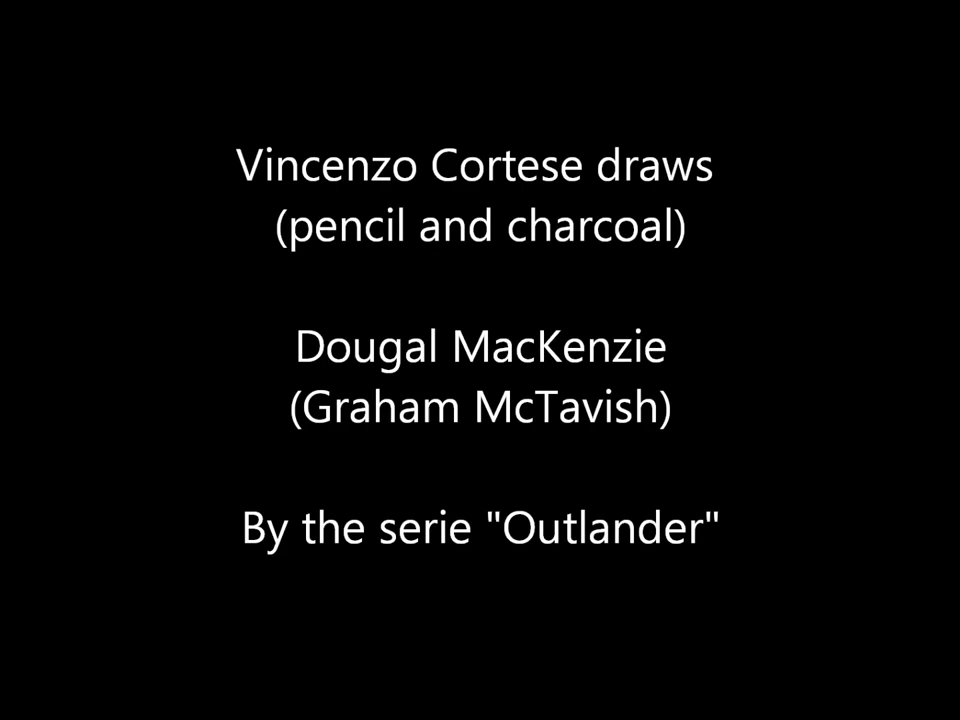 Vincenzo Cortese draws
(pencil and charcoal)
Dougal MacKenzie
(Graham McTavish)
By the serie "Outlander"